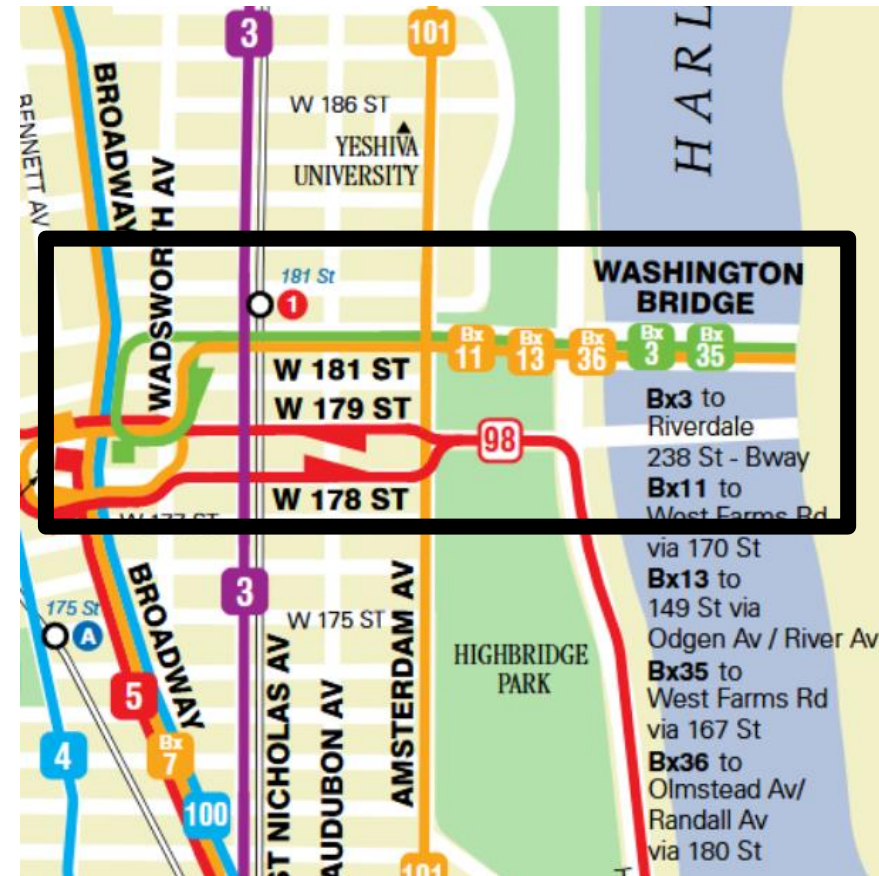 3
101
HARL
W 186 ST
BROADWAY
BENNETT AV
YESHIVA
UNIVERSITY
WADSWORTH AV
181 St
1
WASHINGTON
BRIDGE
Bx
11
Bx
13
Bx
36
Bx
3
Bx
35
W 181 ST
W 179 ST
98
W 178 ST
W 177 ST
Bx3 to
Riverdale
238 St - Bway
Bx11 to
West Farms Rd
via 170 St
Bx13 to
149 St via
Odgen Av / River Av
Bx35 to
West Farms Rd
via 167 St
Bx36 to
Olmstead Av/
Randall Av
via 180 St
BROADWAY
175 St
A
3
W 175 ST
AMSTERDAM AV
HIGHBRIDGE
PARK
5
4
Bx
7
100
ST NICHOLAS AV
AUDUBON AV
101